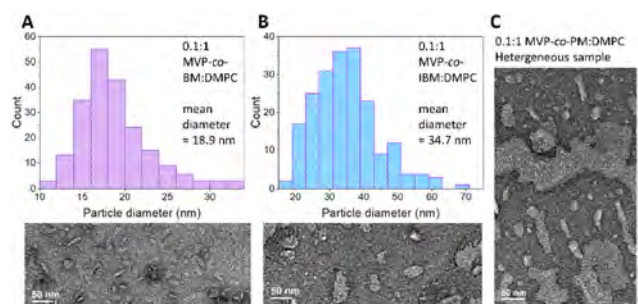 A
60
50
40
30
20
10
0
Count
0.1:1
MVP-co-
BM:DMPC
mean
diameter
= 18.9 nm
10
15
20
25
30
Particle diameter (nm)
50 nm
B
40
30
20
10
0
Count
0.1:1
MVP-co-
IBM:DMPC
mean
diameter
= 34.7 nm
20
30
40
50
60
70
Particle diameter (nm)
50 nm
C
0.1:1 MVP-co-PM:DMPC
Hetergeneous sample
50 nm